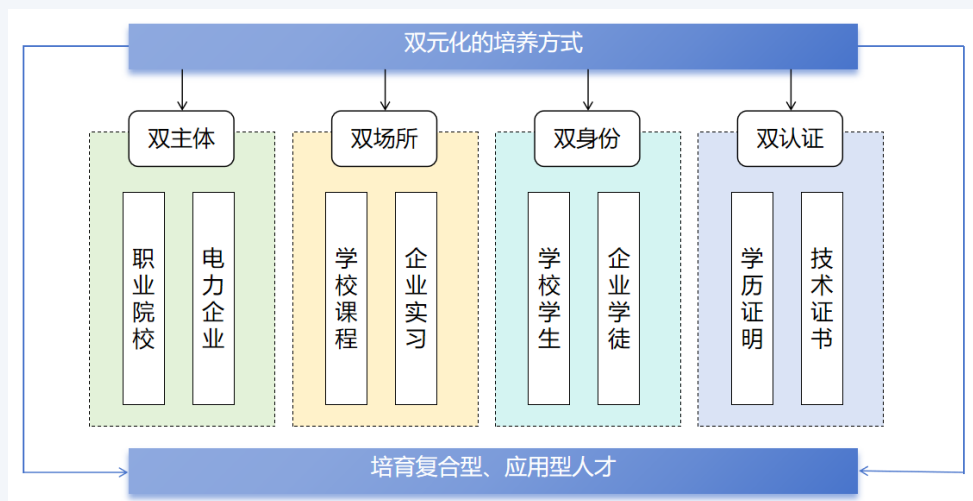 双元化的培养方式
双主体
双场所
双身份
双认证
职业院校
电力企业
学校课程
企业实习
学校学生
企业学徒
学历证明
技术证书
培育复合型、应用型人才